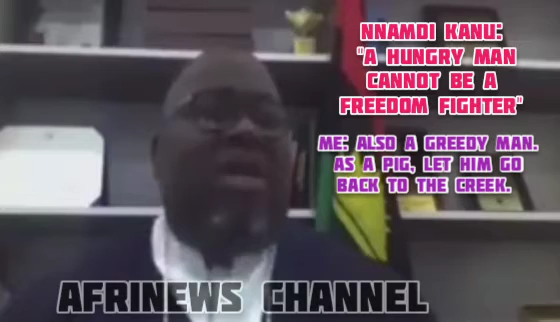 NNAMDI KANU:
"A HUNGRY MAN
CANNOT BE A
FREEDOM FIGHTER"
ME: ALSO A GREEDY MAN.
AS A PIG, LET HIM GO
BACK TO THE CREEK.
AFRINEWS CHANNEL